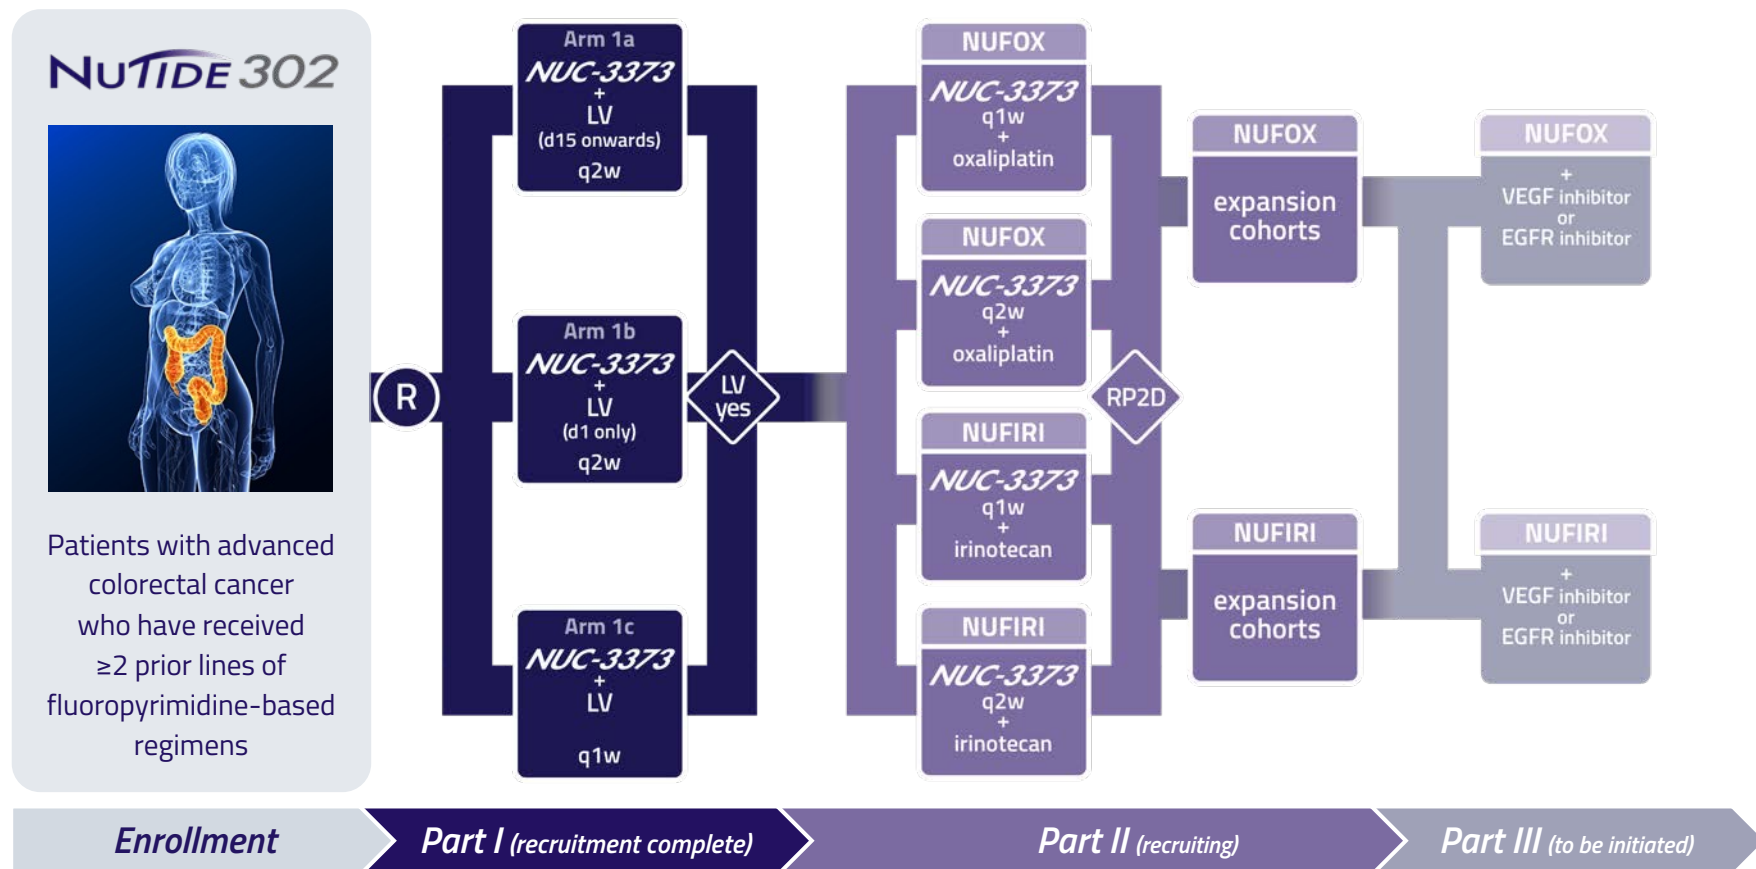 NUTIDE 302
Patients with advanced
colorectal cancer
who have received
≥2 prior lines of
fluoropyrimidine-based
regimens
R
Arm 1a
NUC-3373
+
LV
(d15 onwards)
q2w
Arm 1b
NUC-3373
+
LV
(d1 only)
q2w
Arm 1c
NUC-3373
+
LV
q1w
LV
yes
NUFOX
NUC-3373
q1w
+
oxaliplatin
NUFOX
NUC-3373
q2w
+
oxaliplatin
NUFIRI
NUC-3373
q1w
+
irinotecan
NUFIRI
NUC-3373
q2w
+
irinotecan
RP2D
NUFOX
expansion
cohorts
NUFIRI
expansion
cohorts
NUFOX
+
VEGF inhibitor
or
EGFR inhibitor
NUFIRI
+
VEGF inhibitor
or
EGFR inhibitor
Enrollment
Part I (recruitment complete)
Part II (recruiting)
Part III (to be initiated)